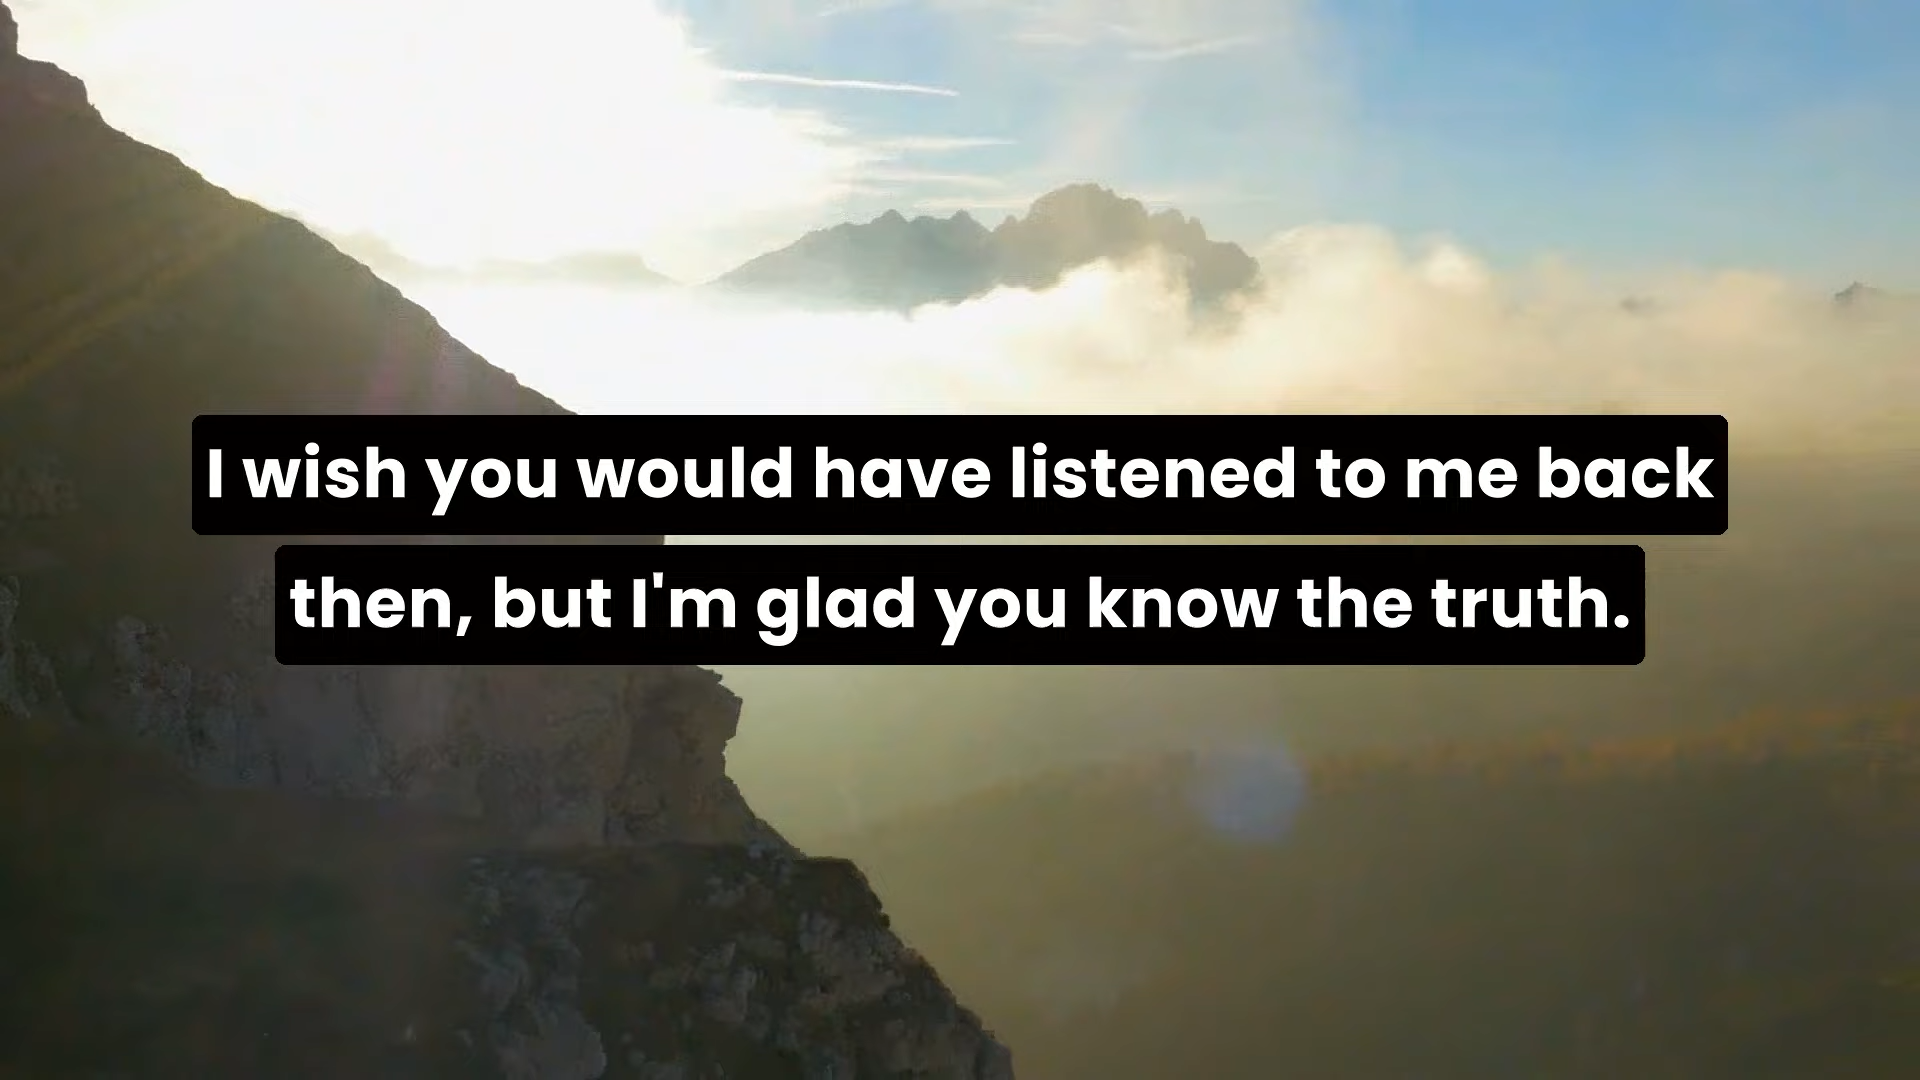 I wish you would have listened to me back
then, but I'm glad you know the truth.